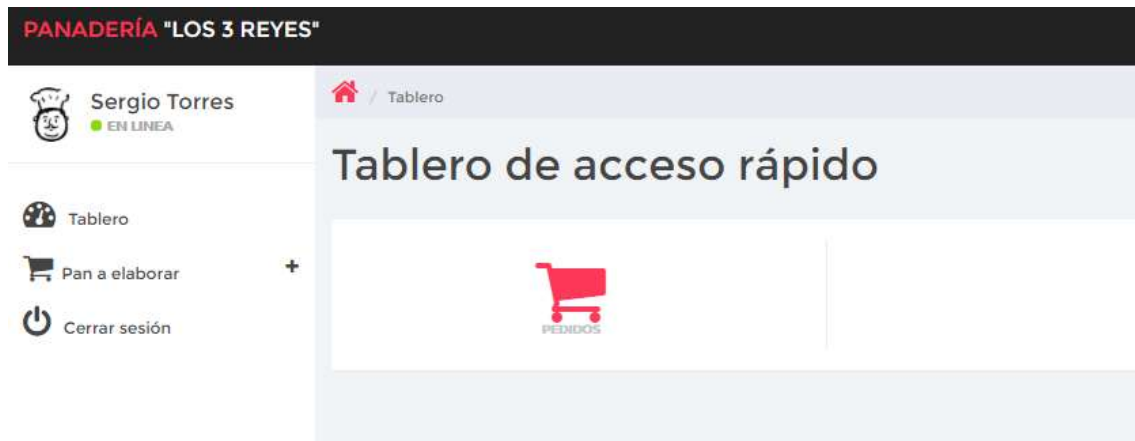 PANADERÍA "LOS 3 REYES"
Sergio Torres
EN LINEA
Tablero
Pan a elaborar +
Cerrar sesión
/ Tablero
Tablero de acceso rápido
PEDIDOS